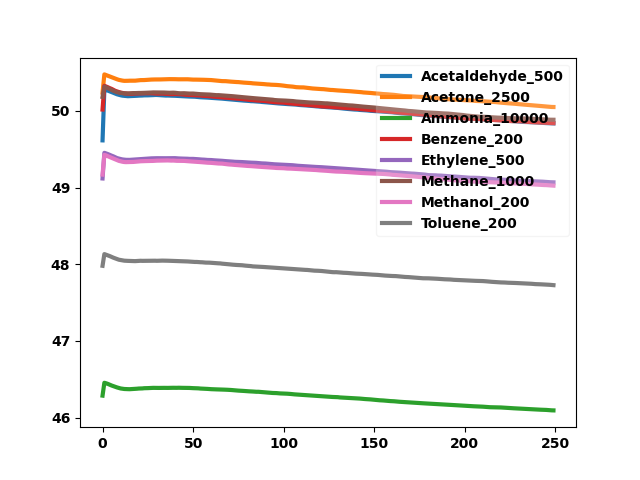 Acetaldehyde_500
Acetone_2500
Ammonia_10000
Benzene_200
Ethylene_500
Methane_1000
Methanol_200
Toluene_200
50
49
48
47
46
0 50 100 150 200 250